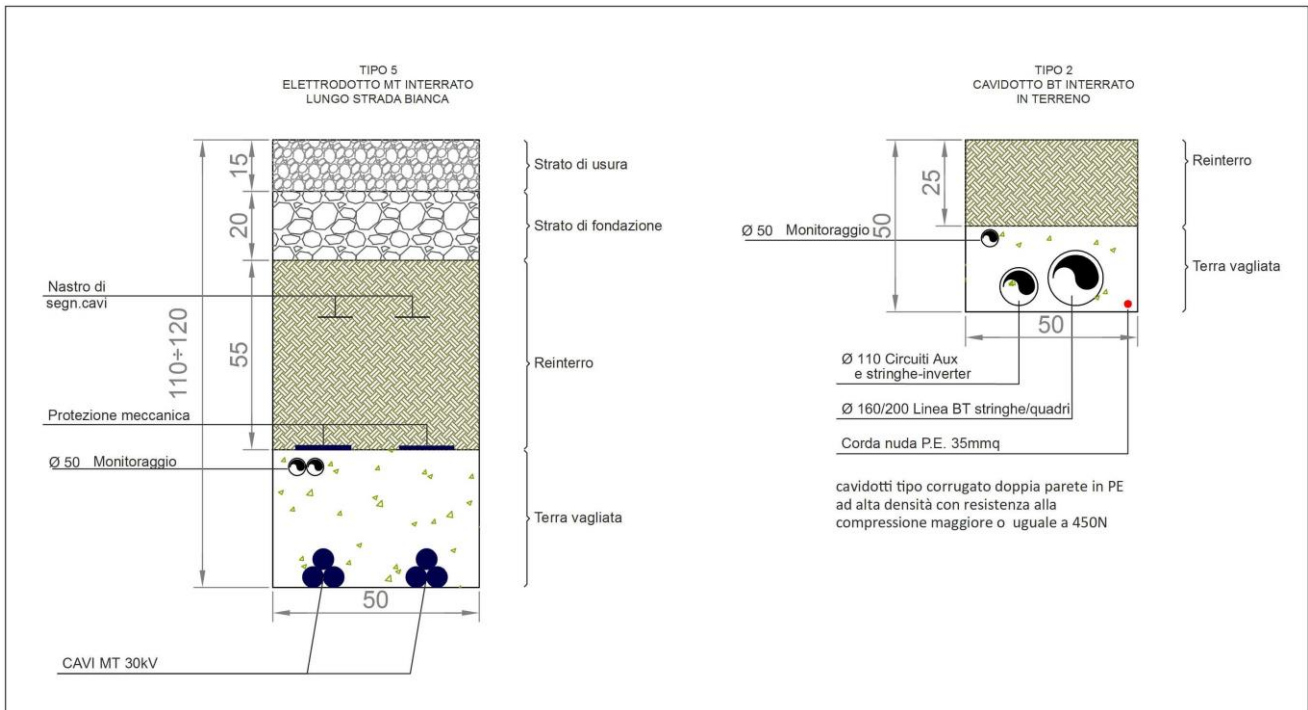 TIPO 5
ELETTRODOTTO MT INTERRATO
LUNGO STRADA BIANCA
15
20
55
110÷120
50
Strato di usura
Strato di fondazione
Nastro di
segn.cavi
Reinterro
Protezione meccanica
Ø 50 Monitoraggio
Terra vagliata
CAVI MT 30kV
TIPO 2
CAVIDOTTO BT INTERRATO
IN TERRENO
25
50
50
Reinterro
Ø 50 Monitoraggio
Terra vagliata
Ø 110 Circuiti Aux
e stringhe-inverter
Ø 160/200 Linea BT stringhe/quadri
Corda nuda P.E. 35mmq
cavidotti tipo corrugato doppia parete in PE
ad alta densità con resistenza alla
compressione maggiore o uguale a 450N